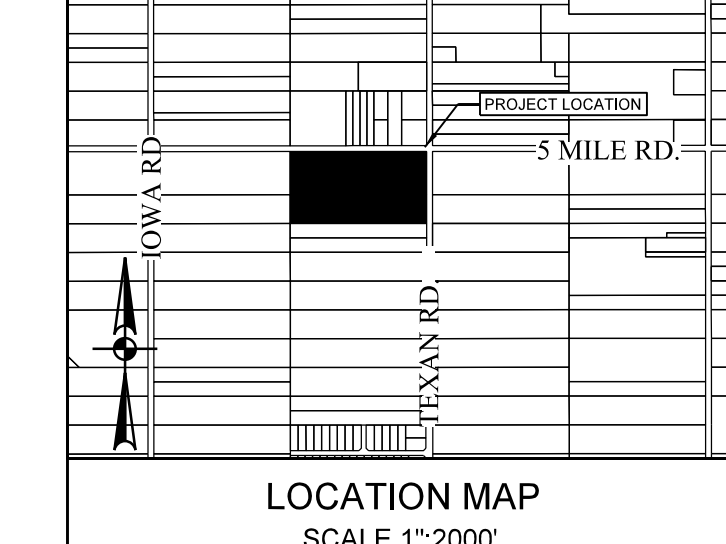 PROJECT LOCATION
5 MILE RD.
IOWA RD
TEXAN RD.
LOCATION MAP
SCALE 1":2000'